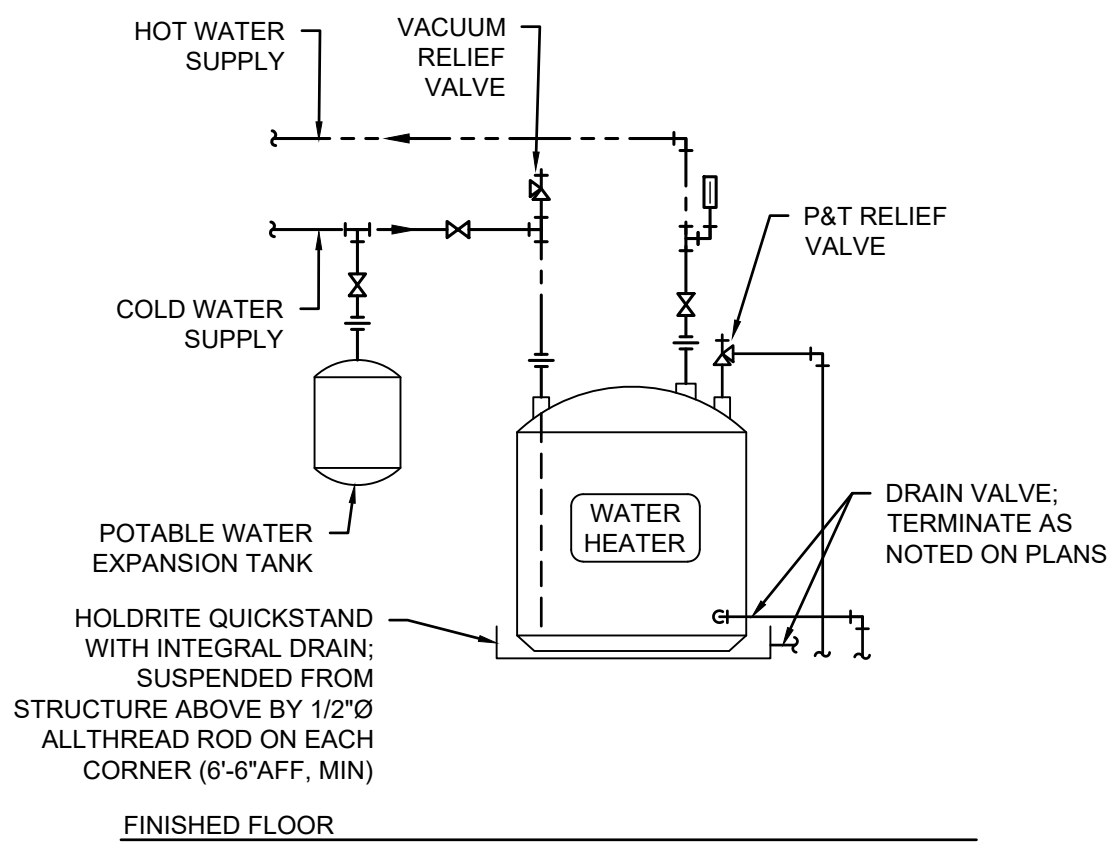 HOT WATER
SUPPLY
VACUUM
RELIEF
VALVE
P&T RELIEF
VALVE
COLD WATER
SUPPLY
WATER
HEATER
DRAIN VALVE;
TERMINATE AS
NOTED ON PLANS
POTABLE WATER
EXPANSION TANK
HOLDRITE QUICKSTAND
WITH INTEGRAL DRAIN;
SUSPENDED FROM
STRUCTURE ABOVE BY 1/2"Ø
ALLTHREAD ROD ON EACH
CORNER (6'-6"AFF, MIN)
FINISHED FLOOR